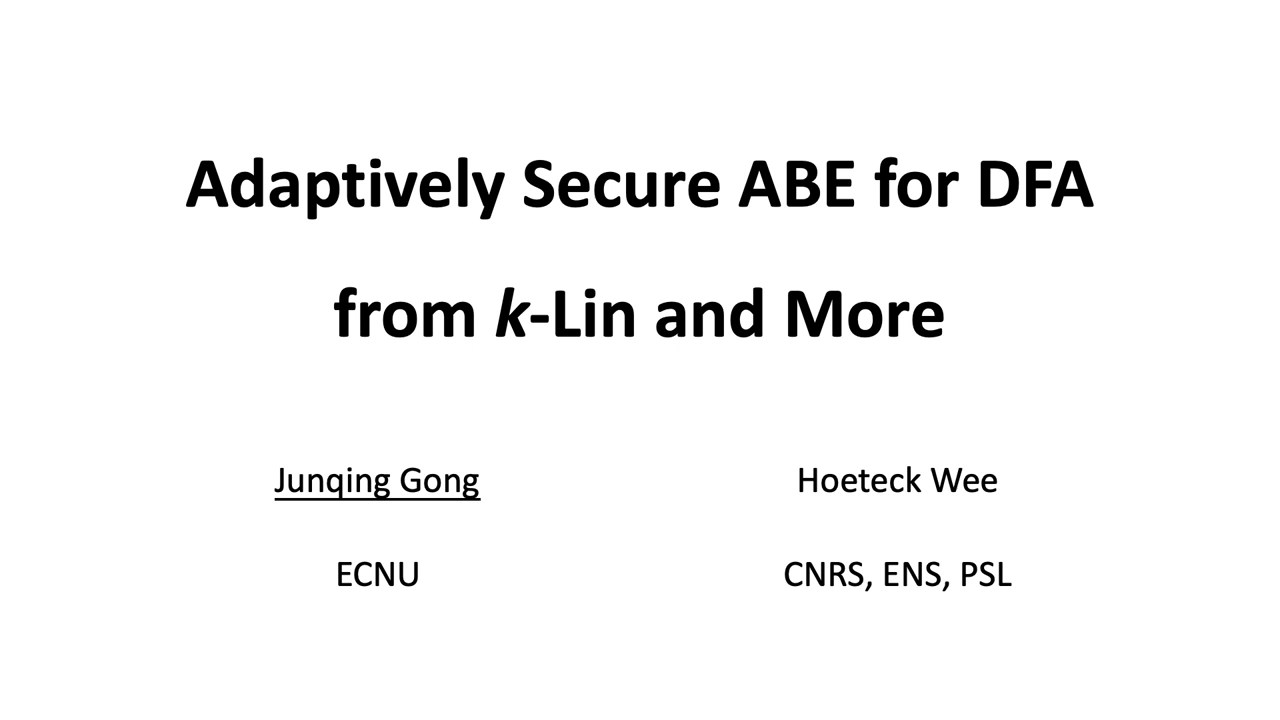 Adaptively Secure ABE for DFA
from k-Lin and More
Junqing Gong
Hoeteck Wee
ECNU
CNRS, ENS, PSL